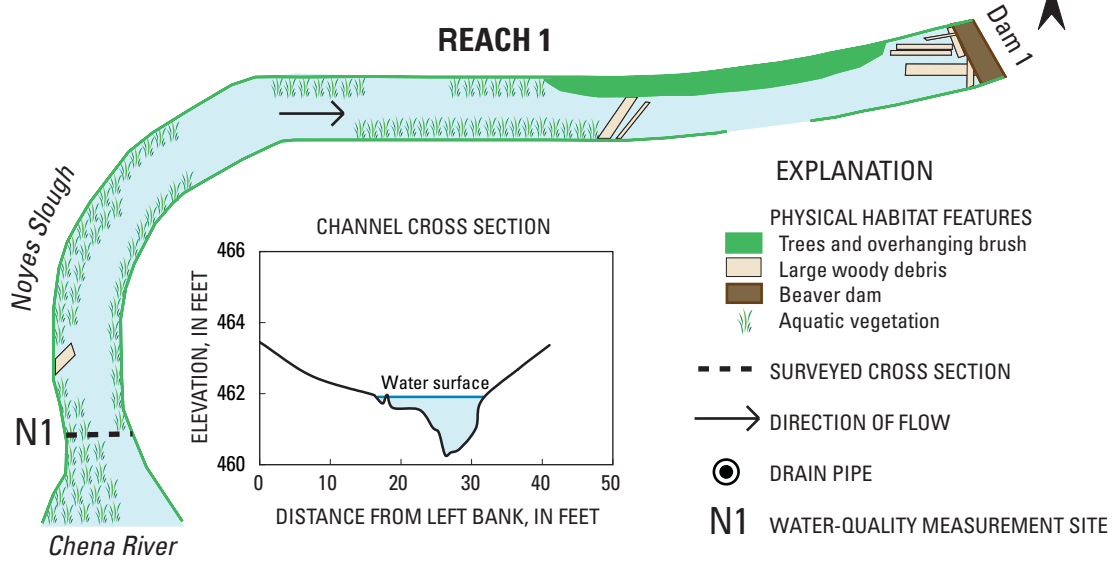 REACH 1
Dam 1
Noyes Slough
N1
Chena River
CHANNEL CROSS SECTION
ELEVATION, IN FEET
466
464
462
460
Water surface
0 10 20 30 40 50
DISTANCE FROM LEFT BANK, IN FEET
EXPLANATION
PHYSICAL HABITAT FEATURES
Trees and overhanging brush
Large woody debris
Beaver dam
Aquatic vegetation
SURVEYED CROSS SECTION
DIRECTION OF FLOW
DRAIN PIPE
N1 WATER-QUALITY MEASUREMENT SITE